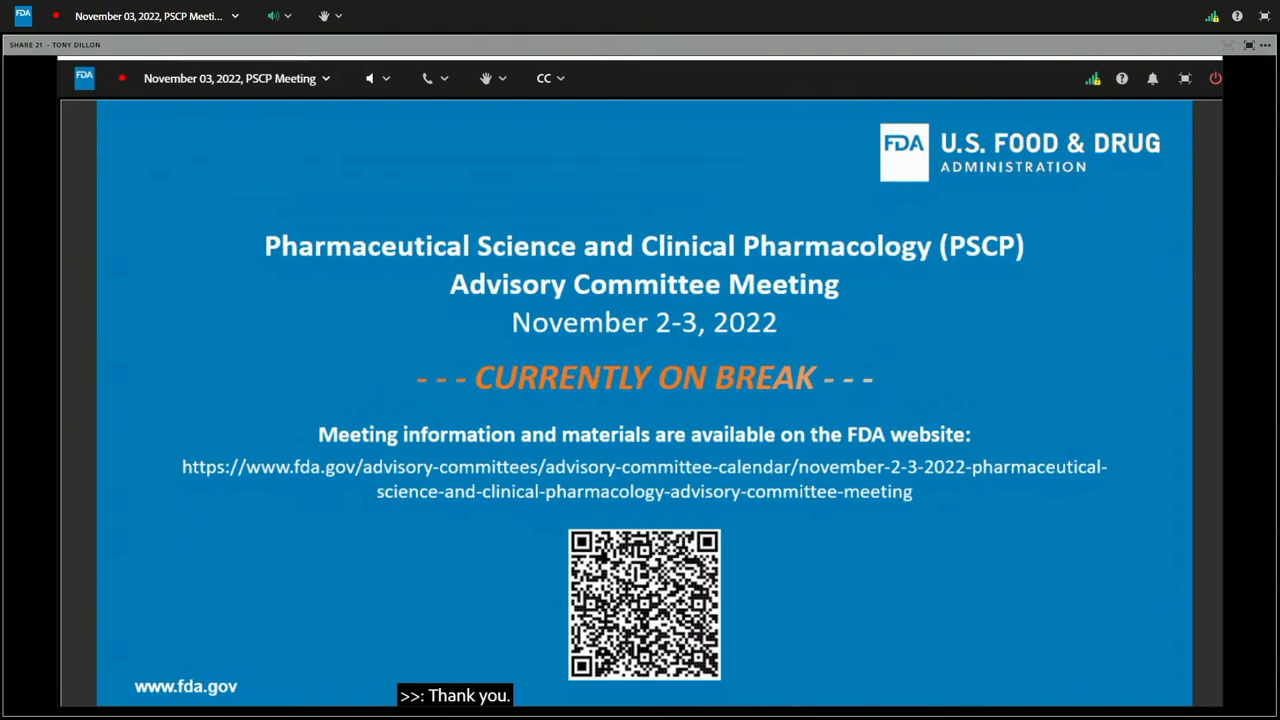 FDA
November 03, 2022, PSCP Meeti...
SHARE 21 - TONY DILLON
FDA
November 03, 2022, PSCP Meeting
CC
FDA
U.S. FOOD & DRUG
ADMINISTRATION
Pharmaceutical Science and Clinical Pharmacology (PSCP)
Advisory Committee Meeting
November 2-3, 2022
- - - CURRENTLY ON BREAK - - -
Meeting information and materials are available on the FDA website:
https://www.fda.gov/advisory-committees/advisory-committee-calendar/november-2-3-2022-pharmaceutical-
science-and-clinical-pharmacology-advisory-committee-meeting
www.fda.gov
>>: Thank you.